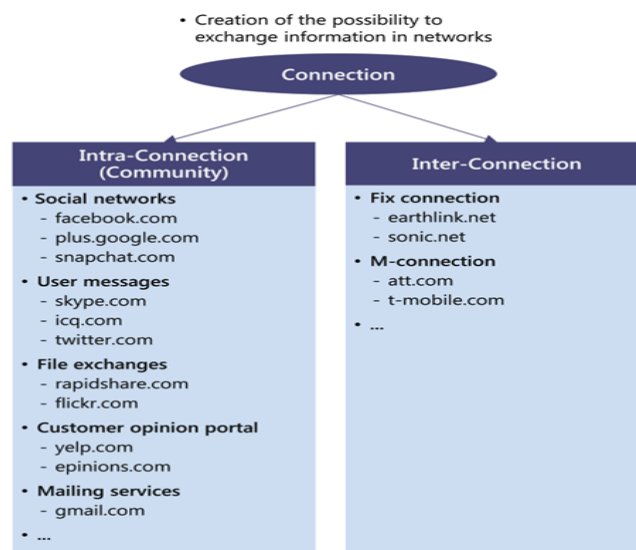 • Creation of the possibility to
exchange information in networks
Connection
Intra-Connection
(Community)
• Social networks
- facebook.com
- plus.google.com
- snapchat.com
• User messages
- skype.com
- icq.com
- twitter.com
• File exchanges
- rapidshare.com
- flickr.com
• Customer opinion portal
- yelp.com
- epinions.com
• Mailing services
- gmail.com
• ...
Inter-Connection
• Fix connection
- earthlink.net
- sonic.net
• M-connection
- att.com
- t-mobile.com
• ...